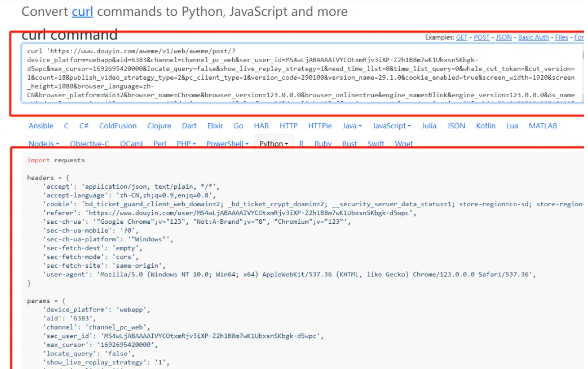 Convert curl commands to Python, JavaScript and more
curl command
Examples: GET - POST - JSON - Basic Auth - Files - For
curl 'https://www.douyin.com/aweme/v1/web/aweme/post/?
device_platform=webapp&aid=6383&channel=channel_pc_web&sec_user_id=MS4wLjABAAAAIVYCOtxmRjv3iXP-Z2h1B8m7wK1UbxsnSKbgk-
d5wpc&max_cursor=1692695420000&locate_query=false&show_live_replay_strategy=1&need_time_list=0&time_list_query=0&whale_cut_token=&cut_version=
1&count=18&publish_video_strategy_type=2&pc_client_type=1&version_code=290100&version_name=29.1.0&cookie_enabled=true&screen_width=1920&screen
_height=1080&browser_language=zh-
CN&browser_platform=Win32&browser_name=Chrome&browser_version=123.0.0.0&browser_online=true&engine_name=Blink&engine_version=123.0.0.0&os_name
Ansible C C# ColdFusion Clojure Dart Elixir Go HAR HTTP HTTPie Java JavaScript Julia JSON Kotlin Lua MATLAB
Node.js Objective-C OCaml Perl PHP PowerShell Python R Ruby Rust Swift Wget
import requests
headers = {
'accept': 'application/json, text/plain, */*',
'accept-language': 'zh-CN,zh;q=0.9,en;q=0.8',
'cookie': 'bd_ticket_guard_client_web_domain=2; _bd_ticket_crypt_doamin=2; __security_server_data_status=1; store-region=cn-sd; store-region-
'referer': 'https://www.douyin.com/user/MS4wLjABAAAAIVYCOtxmRjv3iXP-Z2h1B8m7wK1UbxsnSKbgk-d5wpc',
'sec-ch-ua': '"Google Chrome";v="123", "Not:A-Brand";v="8", "Chromium";v="123"',
'sec-ch-ua-mobile': '?0',
'sec-ch-ua-platform': '"Windows"',
'sec-fetch-dest': 'empty',
'sec-fetch-mode': 'cors',
'sec-fetch-site': 'same-origin',
'user-agent': 'Mozilla/5.0 (Windows NT 10.0; Win64; x64) AppleWebKit/537.36 (KHTML, like Gecko) Chrome/123.0.0.0 Safari/537.36',
}
params = {
'device_platform': 'webapp',
'aid': '6383',
'channel': 'channel_pc_web',
'sec_user_id': 'MS4wLjABAAAAIVYCOtxmRjv3iXP-Z2h1B8m7wK1UbxsnSKbgk-d5wpc',
'max_cursor': '1692695420000',
'locate_query': 'false',
'show_live_replay_strategy': '1',